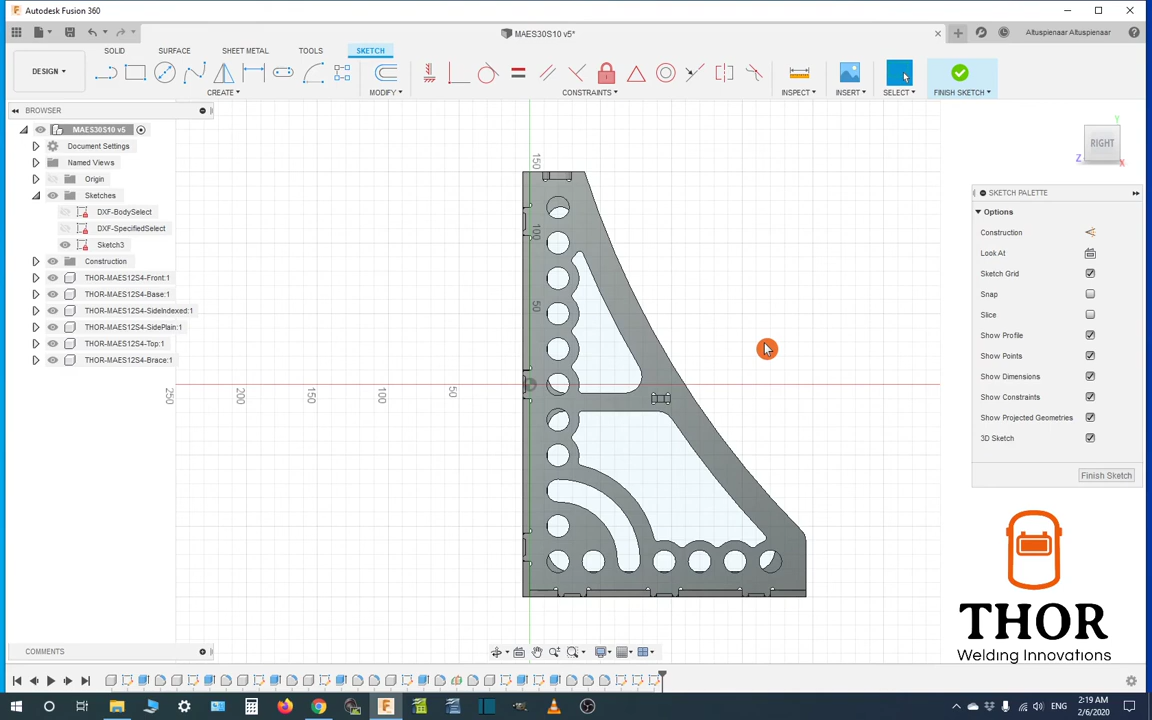 Autodesk Fusion 360
MAES30S10 v5*
Altuspienaar Altuspienaar
SOLID SURFACE SHEET METAL TOOLS SKETCH
DESIGN
CREATE MODIFY CONSTRAINTS INSPECT INSERT SELECT FINISH SKETCH
BROWSER
MAES30S10 v5
Document Settings
Named Views
Origin
Sketches
DXF-BodySelect
DXF-SpecifiedSelect
Sketch3
Construction
THOR-MAES12S4-Front:1
THOR-MAES12S4-Base:1
THOR-MAES12S4-SideIndexed:1
THOR-MAES12S4-SidePlain:1
THOR-MAES12S4-Top:1
THOR-MAES12S4-Brace:1
150
100
50
250 200 150 100 50
Y
RIGHT
Z X
SKETCH PALETTE
Options
Construction
Look At
Sketch Grid
Snap
Slice
Show Profile
Show Points
Show Dimensions
Show Constraints
Show Projected Geometries
3D Sketch
Finish Sketch
THOR
Welding Innovations
COMMENTS
ENG
2:19 AM
2/6/2020